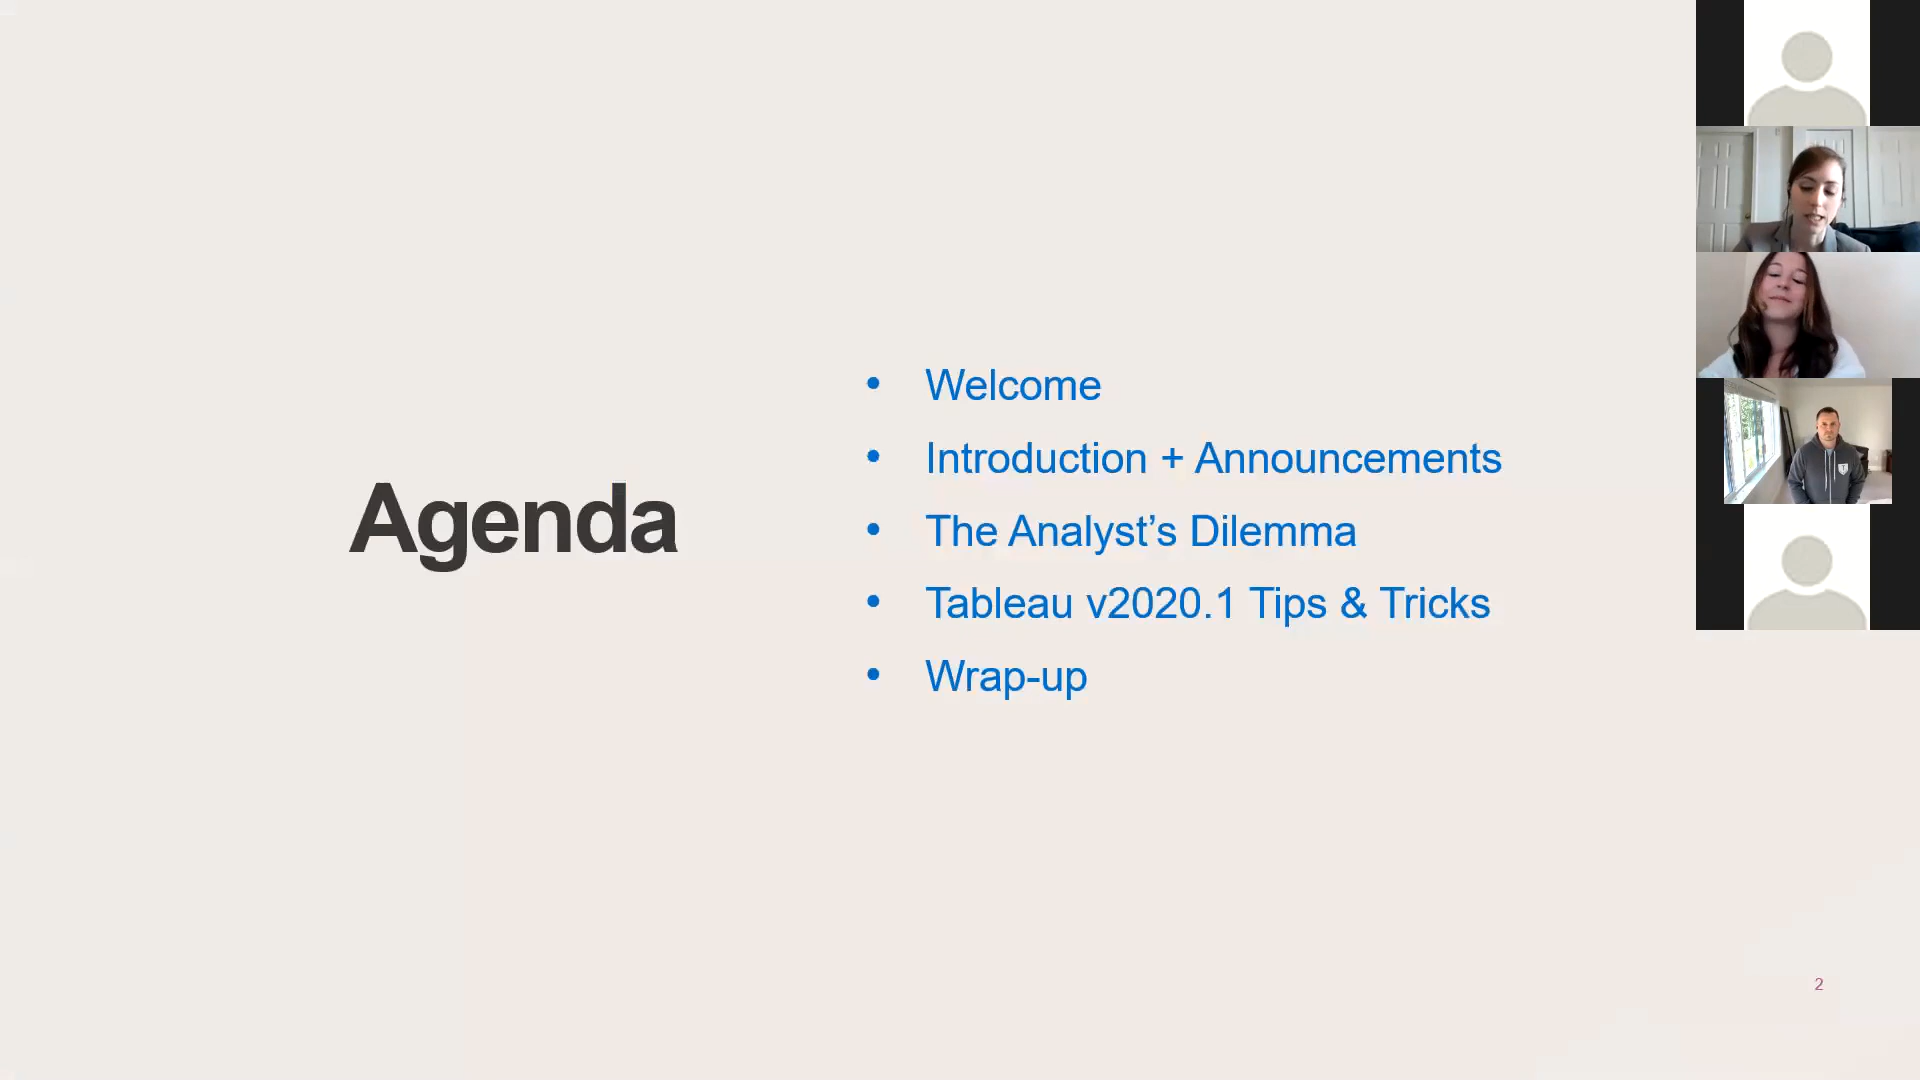 Agenda
• Welcome
• Introduction + Announcements
• The Analyst’s Dilemma
• Tableau v2020.1 Tips & Tricks
• Wrap-up
2